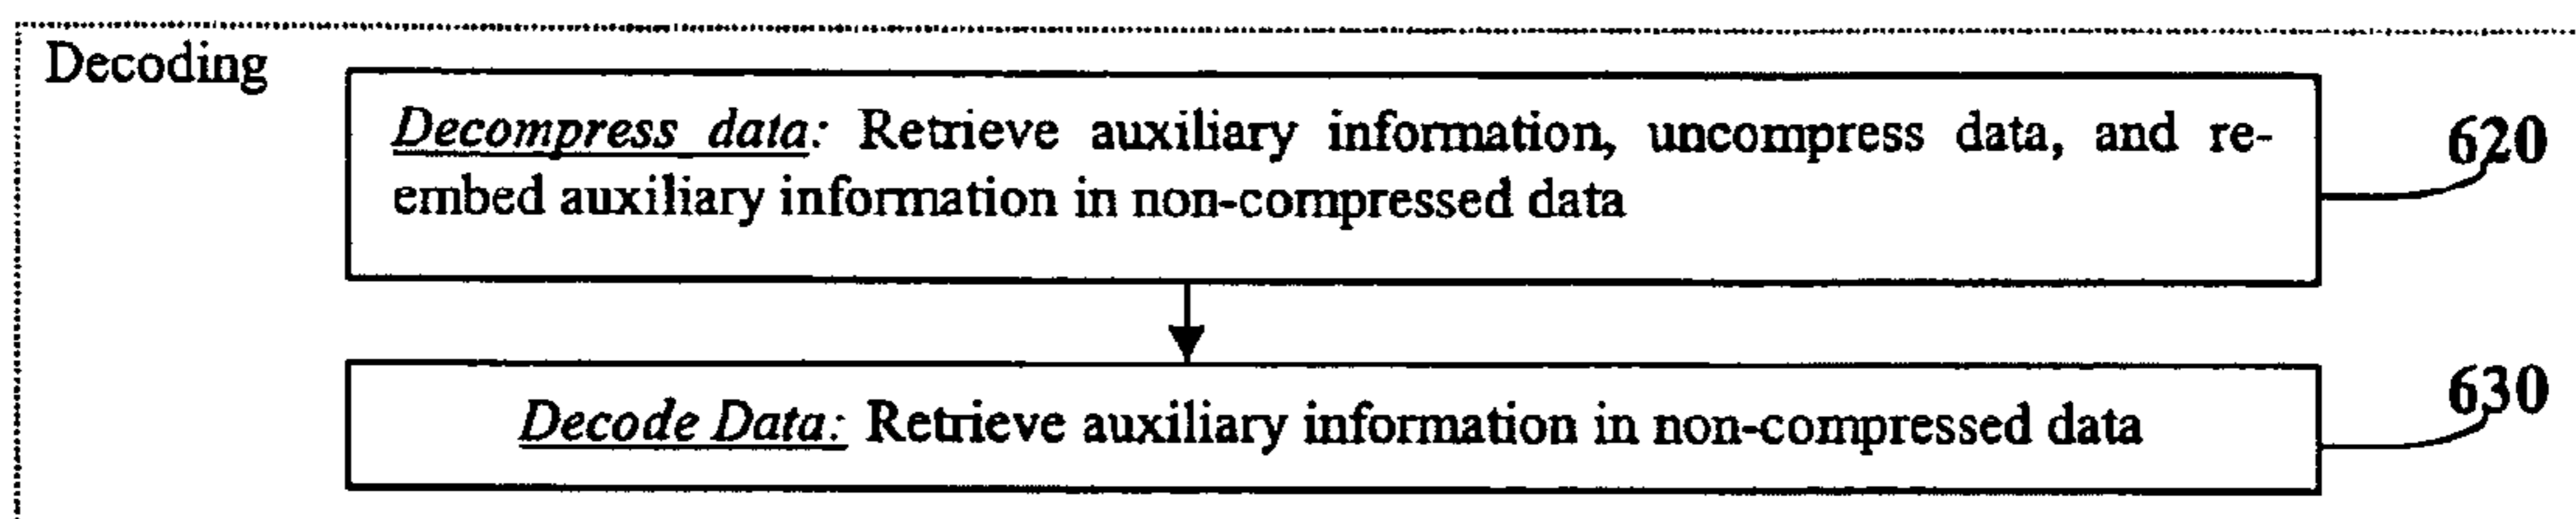 Decoding
Decompress data: Retrieve auxiliary information, uncompress data, and re-
embed auxiliary information in non-compressed data
620
Decode Data: Retrieve auxiliary information in non-compressed data
630